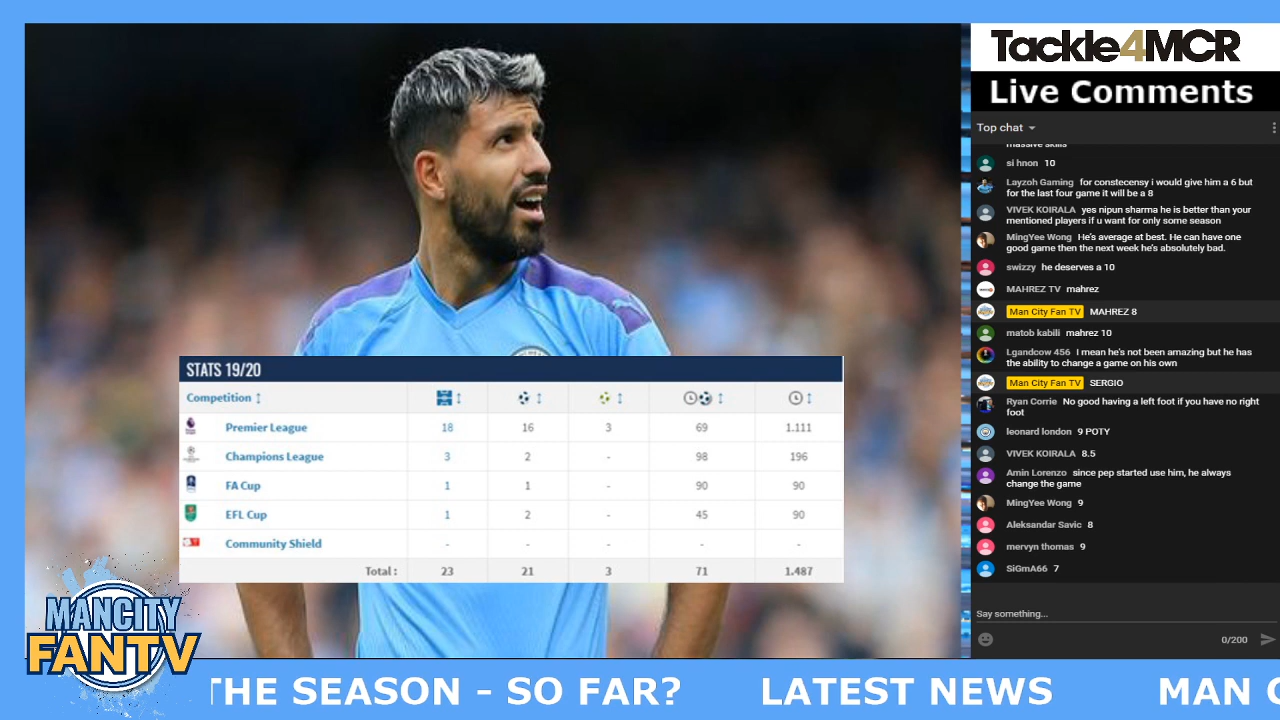 Tackle4MCR
Live Comments
Top chat
massive skills
si hnon 10
Layzoh Gaming for constecensy i would give him a 6 but
for the last four game it will be a 8
VIVEK KOIRALA yes nipun sharma he is better than your
mentioned players if u want for only some season
MingYee Wong He's average at best. He can have one
good game then the next week he's absolutely bad.
swizzy he deserves a 10
MAHREZ TV mahrez
Man City Fan TV MAHREZ 8
matob kabili mahrez 10
Lgandcow 456 I mean he's not been amazing but he has
the ability to change a game on his own
Man City Fan TV SERGIO
Ryan Corrie No good having a left foot if you have no right
foot
leonard london 9 POTY
VIVEK KOIRALA 8.5
Amin Lorenzo since pep started use him, he always
change the game
MingYee Wong 9
Aleksandar Savic 8
mervyn thomas 9
SiGmA66 7
Say something...
0/200
STATS 19/20
Competition
Premier League 18 16 3 69 1.111
Champions League 3 2 - 98 196
FA Cup 1 1 - 90 90
EFL Cup 1 2 - 45 90
Community Shield - - - - -
Total : 23 21 3 71 1.487
MANCITY
FANTV
THE SEASON - SO FAR? LATEST NEWS MAN